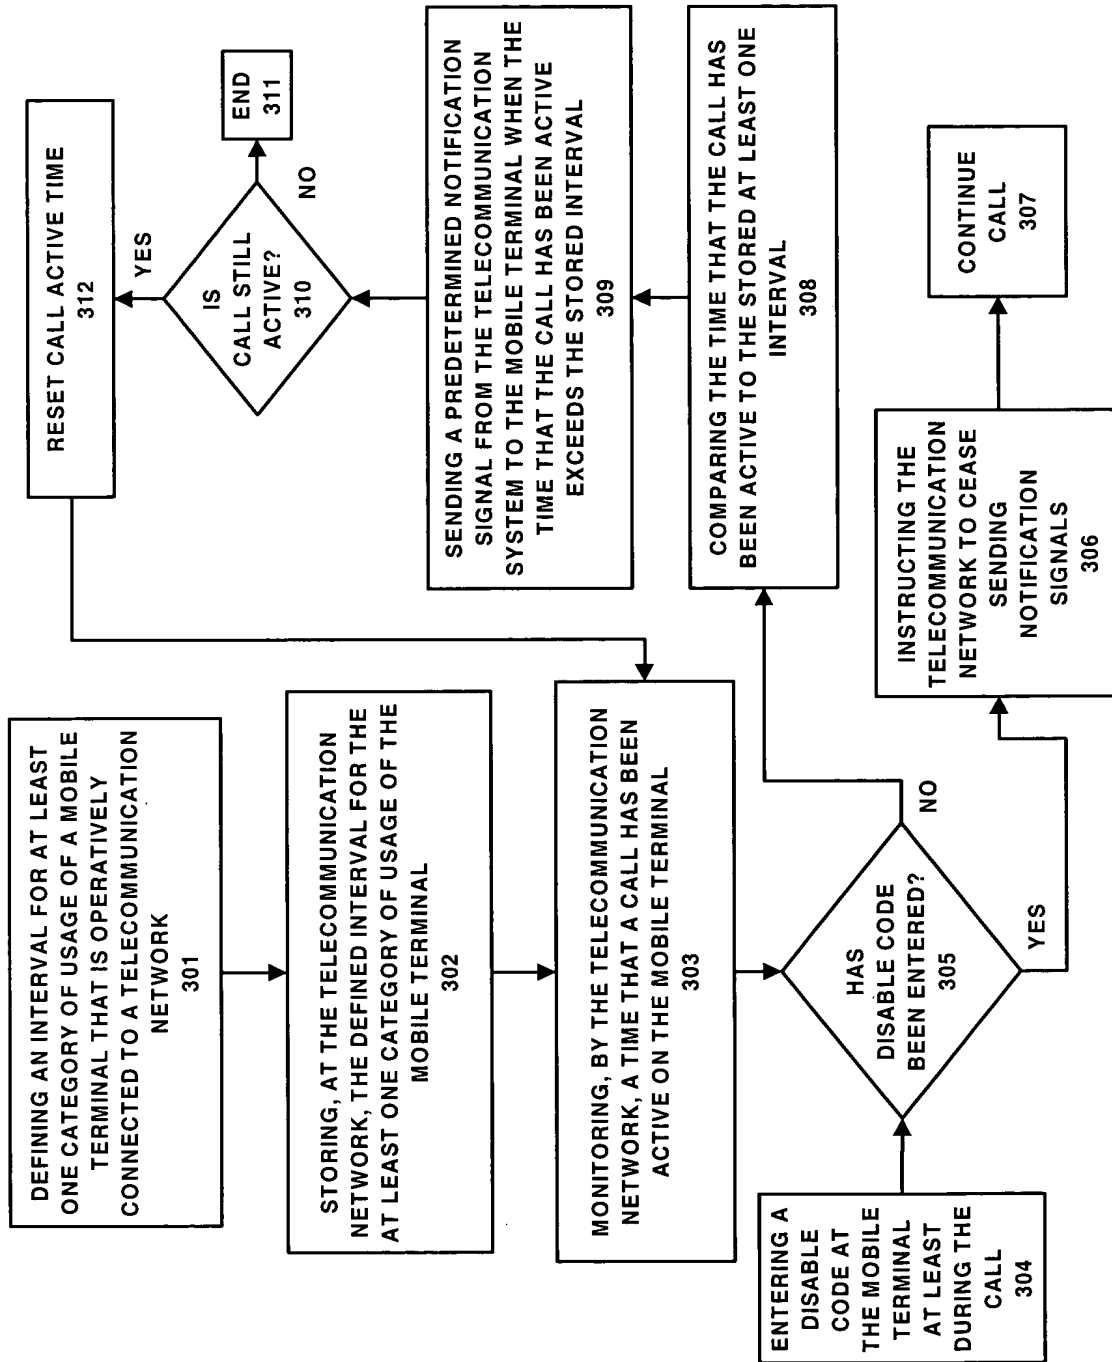 DEFINING AN INTERVAL FOR AT LEAST
ONE CATEGORY OF USAGE OF A MOBILE
TERMINAL THAT IS OPERATIVELY
CONNECTED TO A TELECOMMUNICATION
NETWORK
301
STORING, AT THE TELECOMMUNICATION
NETWORK, THE DEFINED INTERVAL FOR THE
AT LEAST ONE CATEGORY OF USAGE OF THE
MOBILE TERMINAL
302
MONITORING, BY THE TELECOMMUNICATION
NETWORK, A TIME THAT A CALL HAS BEEN
ACTIVE ON THE MOBILE TERMINAL
303
ENTERING A
DISABLE
CODE AT
THE MOBILE
TERMINAL
AT LEAST
DURING THE
CALL
304
HAS
DISABLE CODE
BEEN ENTERED?
305
NO
YES
INSTRUCTING THE
TELECOMMUNICATION
NETWORK TO CEASE
SENDING
NOTIFICATION
SIGNALS
306
CONTINUE
CALL
307
COMPARING THE TIME THAT THE CALL HAS
BEEN ACTIVE TO THE STORED AT LEAST ONE
INTERVAL
308
SENDING A PREDETERMINED NOTIFICATION
SIGNAL FROM THE TELECOMMUNICATION
SYSTEM TO THE MOBILE TERMINAL WHEN THE
TIME THAT THE CALL HAS BEEN ACTIVE
EXCEEDS THE STORED INTERVAL
309
IS
CALL STILL
ACTIVE?
310
NO
END
311
YES
RESET CALL ACTIVE TIME
312